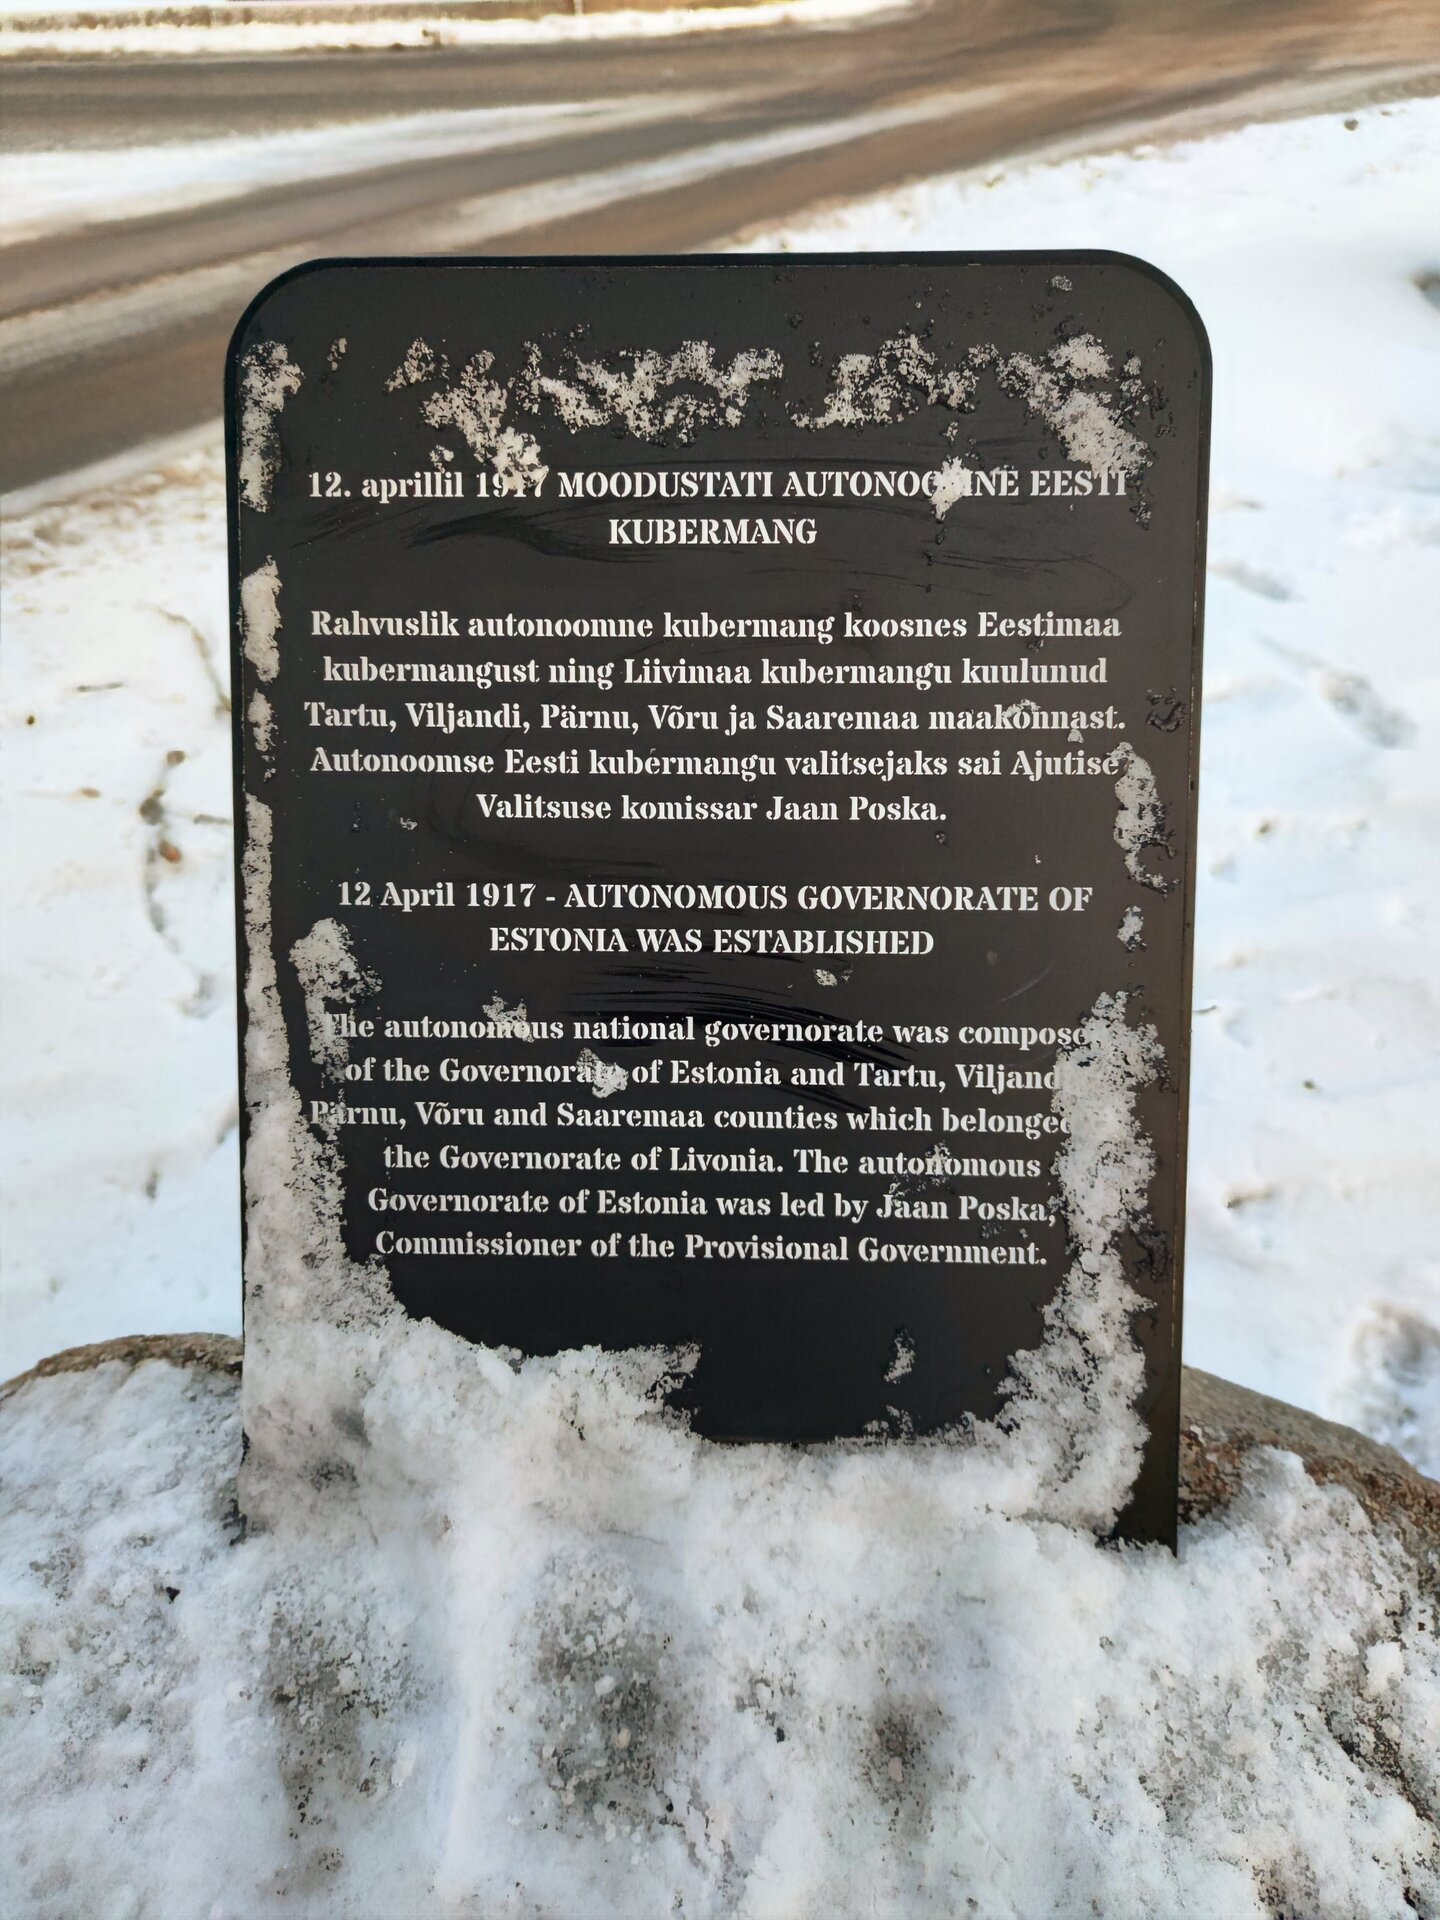 12. aprillil 1917 MOODUSTATI AUTONOOMNE EESTI
KUBERMANG
Rahvuslik autonoomne kubermang koosnes Eestimaa
kubermangust ning Liivimaa kubermangu kuulunud
Tartu, Viljandi, Pärnu, Võru ja Saaremaa maakonnast.
Autonoomse Eesti kubermangu valitsejaks sai Ajutise
Valitsuse komissar Jaan Poska.
12 April 1917 - AUTONOMOUS GOVERNORATE OF
ESTONIA WAS ESTABLISHED
The autonomous national governorate was composed
of the Governorate of Estonia and Tartu, Viljandi,
Pärnu, Võru and Saaremaa counties which belonged
the Governorate of Livonia. The autonomous
Governorate of Estonia was led by Jaan Poska,
Commissioner of the Provisional Government.